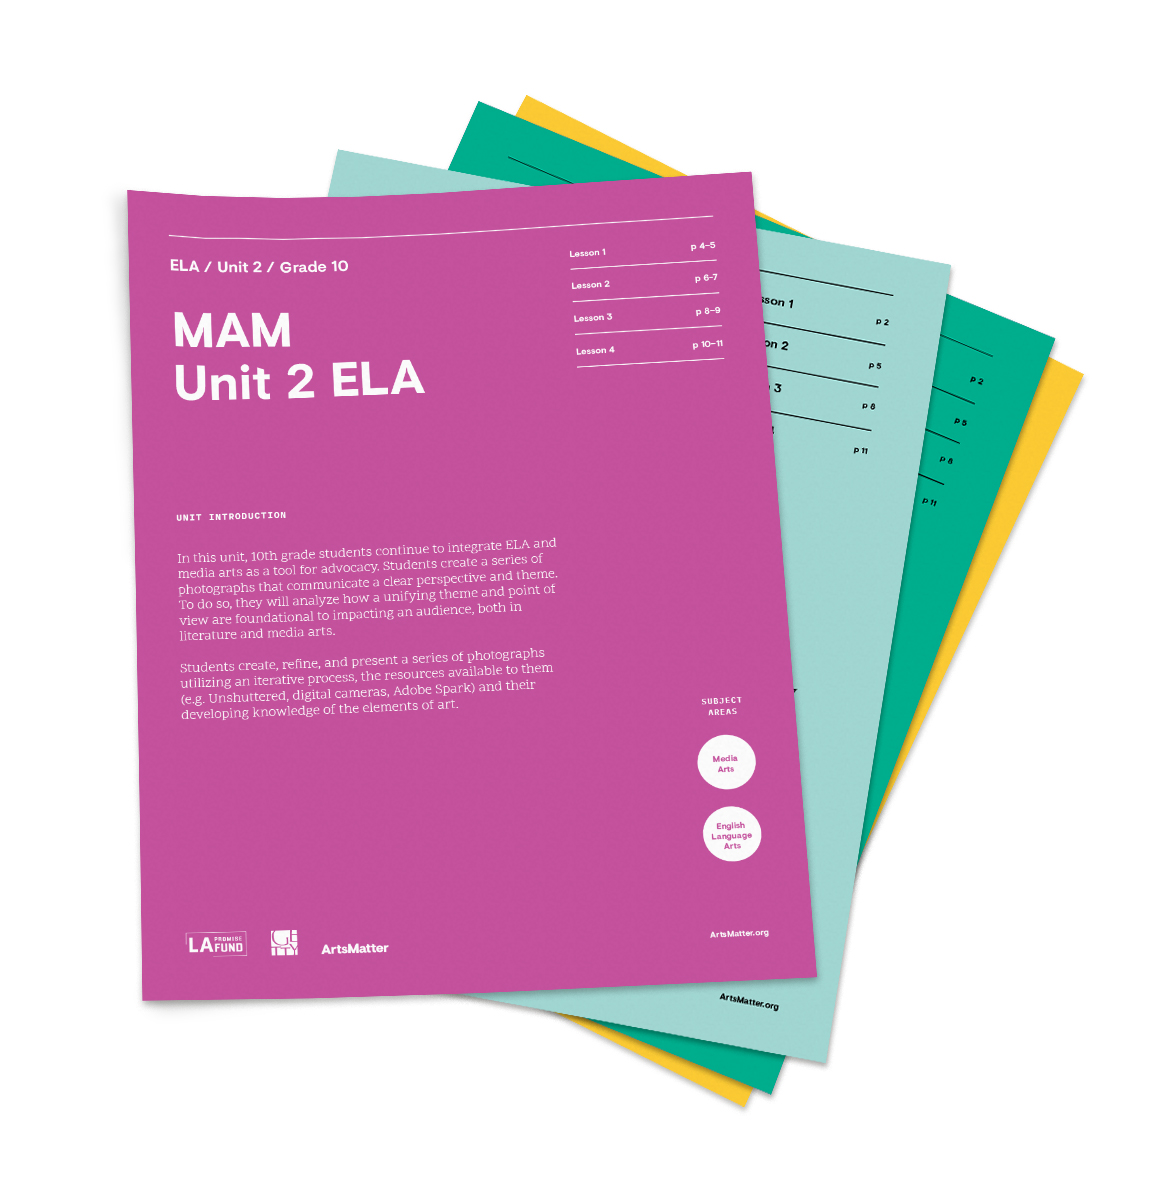 ELA / Unit 2 / Grade 10
MAM
Unit 2 ELA
Lesson 1 p 4–5
Lesson 2 p 6–7
Lesson 3 p 8–9
Lesson 4 p 10–11
UNIT INTRODUCTION
In this unit, 10th grade students continue to integrate ELA and
media arts as a tool for advocacy. Students create a series of
photographs that communicate a clear perspective and theme.
To do so, they will analyze how a unifying theme and point of
view are foundational to impacting an audience, both in
literature and media arts.
Students create, refine, and present a series of photographs
utilizing an iterative process, the resources available to them
(e.g. Unshuttered, digital cameras, Adobe Spark) and their
developing knowledge of the elements of art.
SUBJECT
AREAS
Media
Arts
English
Language
Arts
LA PROMISE
FUND
ArtsMatter
ArtsMatter.org
sson 1
p 2
on 2
p 5
3
p 8
p 11
ArtsMatter.org
p 2
p 5
p 8
p 11